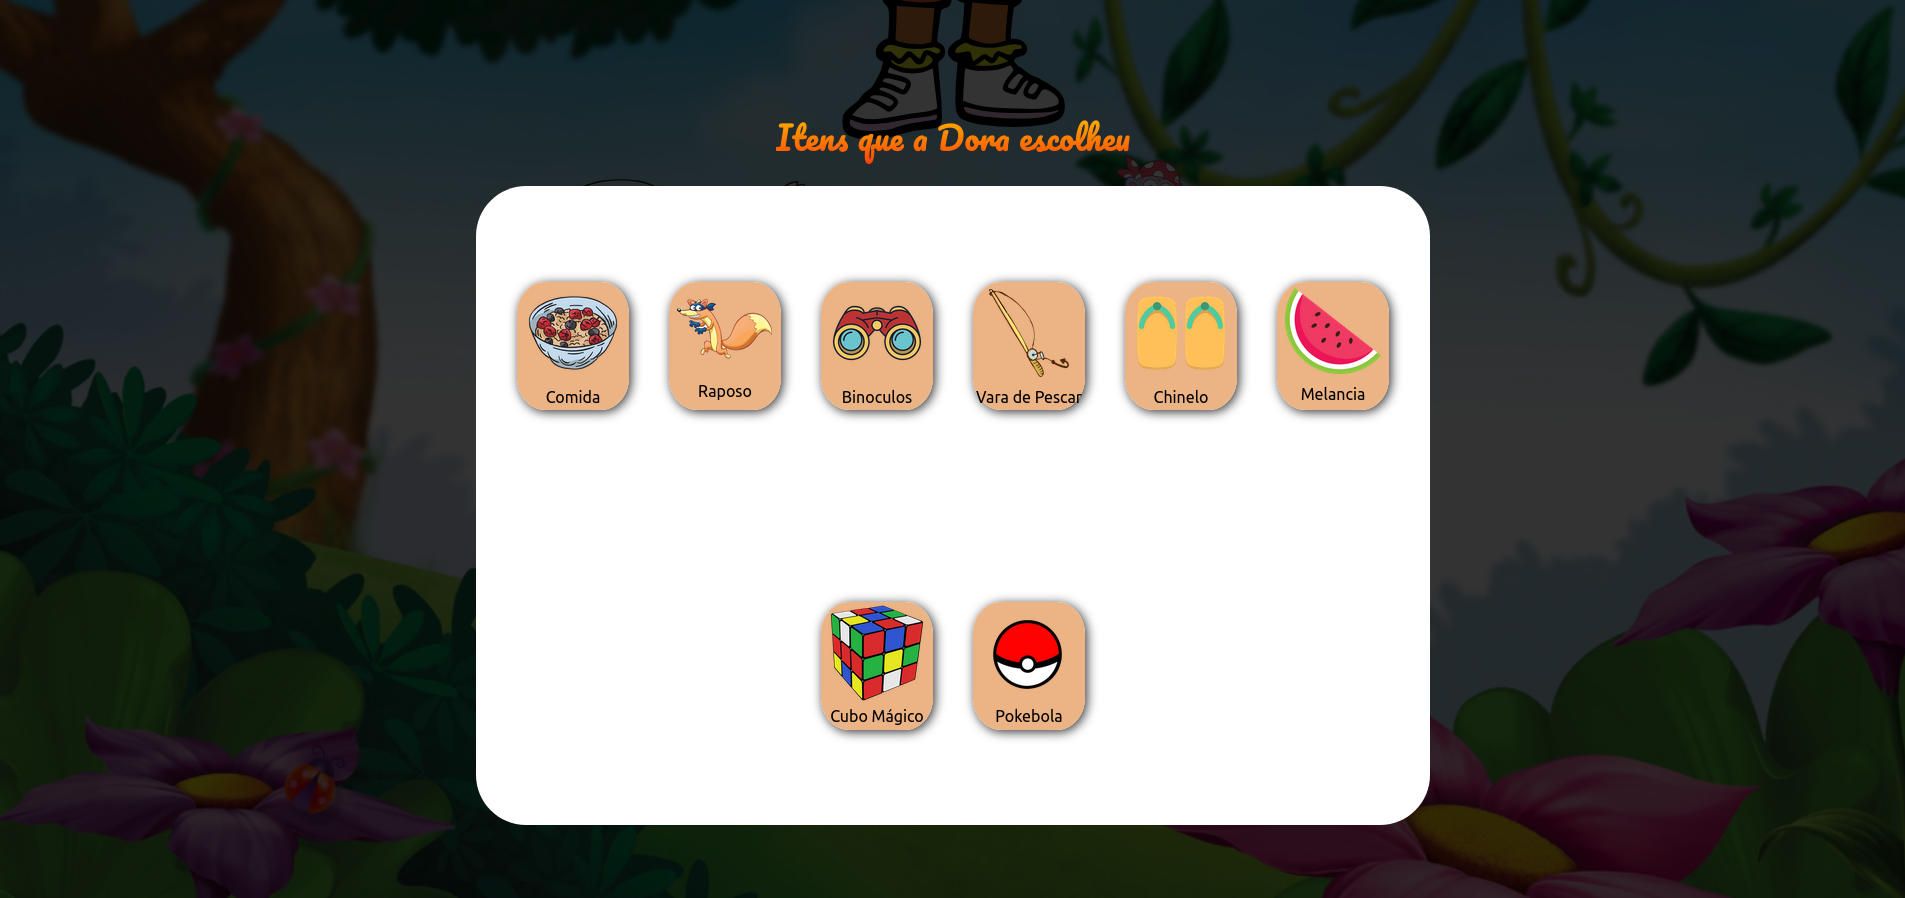 Itens que a Dora escolheu
Comida
Raposo
Binoculos
Vara de Pescar
Chinelo
Melancia
Cubo Mágico
Pokebola